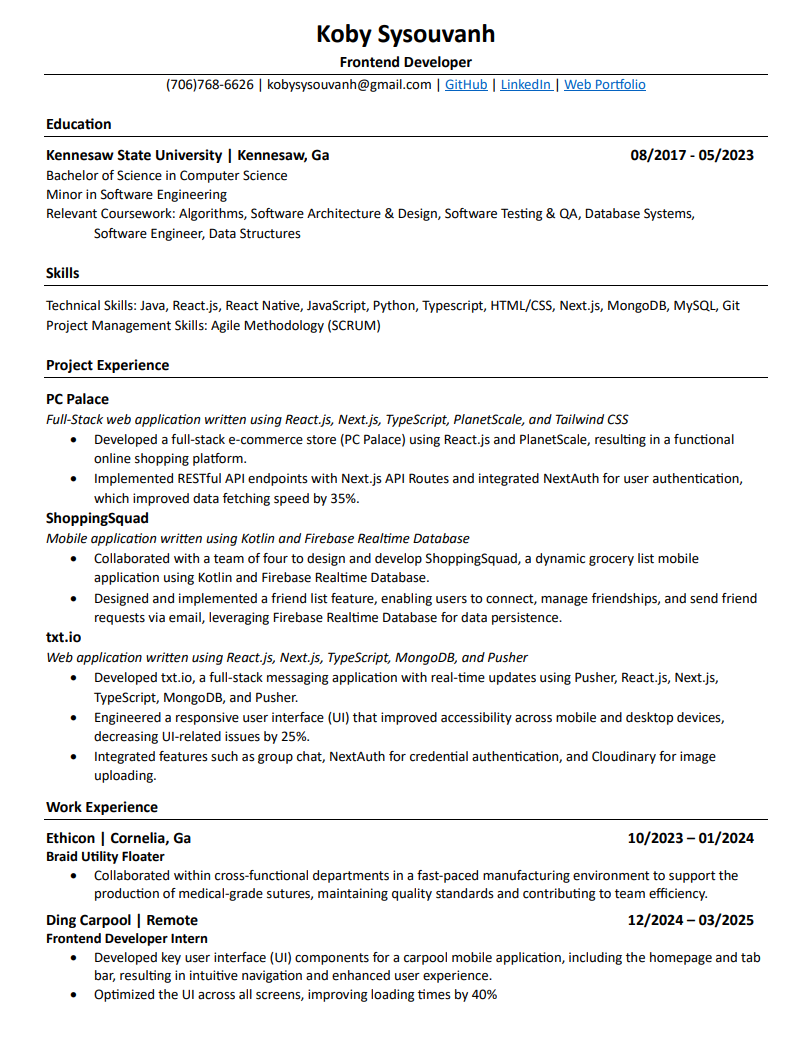 Koby Sysouvanh
Frontend Developer
(706)768-6626 | kobysysouvanh@gmail.com | GitHub | LinkedIn | Web Portfolio
Education
Kennesaw State University | Kennesaw, Ga 08/2017 - 05/2023
Bachelor of Science in Computer Science
Minor in Software Engineering
Relevant Coursework: Algorithms, Software Architecture & Design, Software Testing & QA, Database Systems,
Software Engineer, Data Structures
Skills
Technical Skills: Java, React.js, React Native, JavaScript, Python, Typescript, HTML/CSS, Next.js, MongoDB, MySQL, Git
Project Management Skills: Agile Methodology (SCRUM)
Project Experience
PC Palace
Full-Stack web application written using React.js, Next.js, TypeScript, PlanetScale, and Tailwind CSS
• Developed a full-stack e-commerce store (PC Palace) using React.js and PlanetScale, resulting in a functional
online shopping platform.
• Implemented RESTful API endpoints with Next.js API Routes and integrated NextAuth for user authentication,
which improved data fetching speed by 35%.
ShoppingSquad
Mobile application written using Kotlin and Firebase Realtime Database
• Collaborated with a team of four to design and develop ShoppingSquad, a dynamic grocery list mobile
application using Kotlin and Firebase Realtime Database.
• Designed and implemented a friend list feature, enabling users to connect, manage friendships, and send friend
requests via email, leveraging Firebase Realtime Database for data persistence.
txt.io
Web application written using React.js, Next.js, TypeScript, MongoDB, and Pusher
• Developed txt.io, a full-stack messaging application with real-time updates using Pusher, React.js, Next.js,
TypeScript, MongoDB, and Pusher.
• Engineered a responsive user interface (UI) that improved accessibility across mobile and desktop devices,
decreasing UI-related issues by 25%.
• Integrated features such as group chat, NextAuth for credential authentication, and Cloudinary for image
uploading.
Work Experience
Ethicon | Cornelia, Ga 10/2023 – 01/2024
Braid Utility Floater
• Collaborated within cross-functional departments in a fast-paced manufacturing environment to support the
production of medical-grade sutures, maintaining quality standards and contributing to team efficiency.
Ding Carpool | Remote 12/2024 – 03/2025
Frontend Developer Intern
• Developed key user interface (UI) components for a carpool mobile application, including the homepage and tab
bar, resulting in intuitive navigation and enhanced user experience.
• Optimized the UI across all screens, improving loading times by 40%